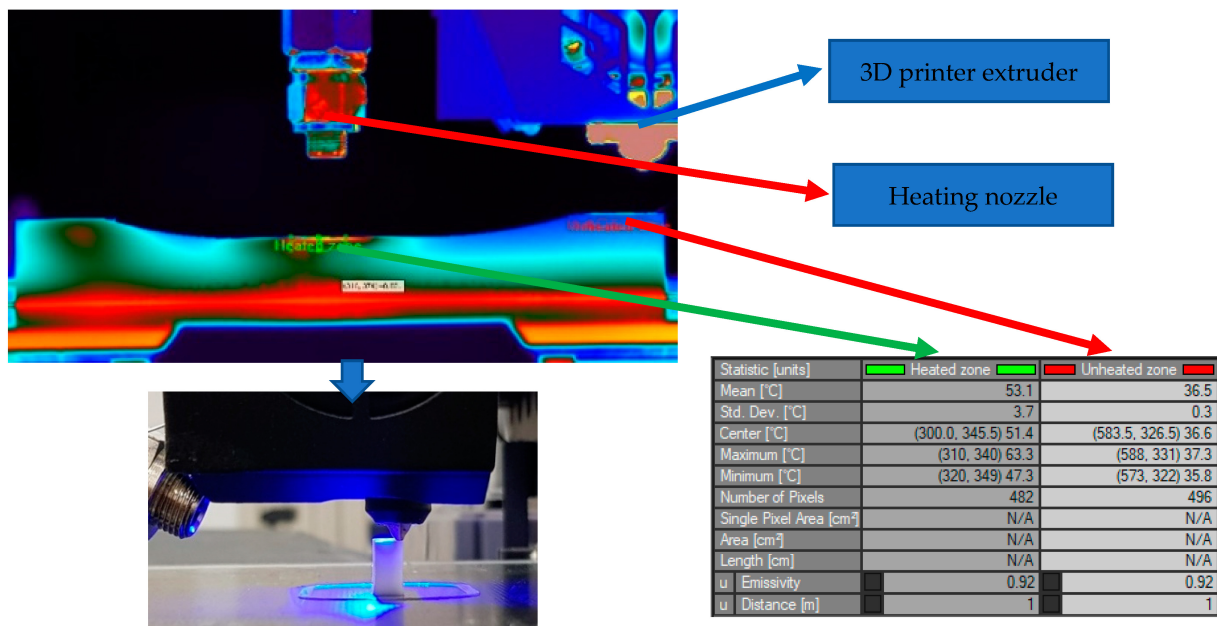 3D printer extruder
Heating nozzle
Heated zone
Unheated
Statistic [units] Heated zone Unheated zone
Mean [°C] 53.1 36.5
Std. Dev. [°C] 3.7 0.3
Center [°C] (300.0, 345.5) 51.4 (583.5, 326.5) 36.6
Maximum [°C] (310, 340) 63.3 (588, 331) 37.3
Minimum [°C] (320, 349) 47.3 (573, 322) 35.8
Number of Pixels 482 496
Single Pixel Area [cm²] N/A N/A
Area [cm²] N/A N/A
Length [cm] N/A N/A
u Emissivity 0.92 0.92
u Distance [m] 1 1